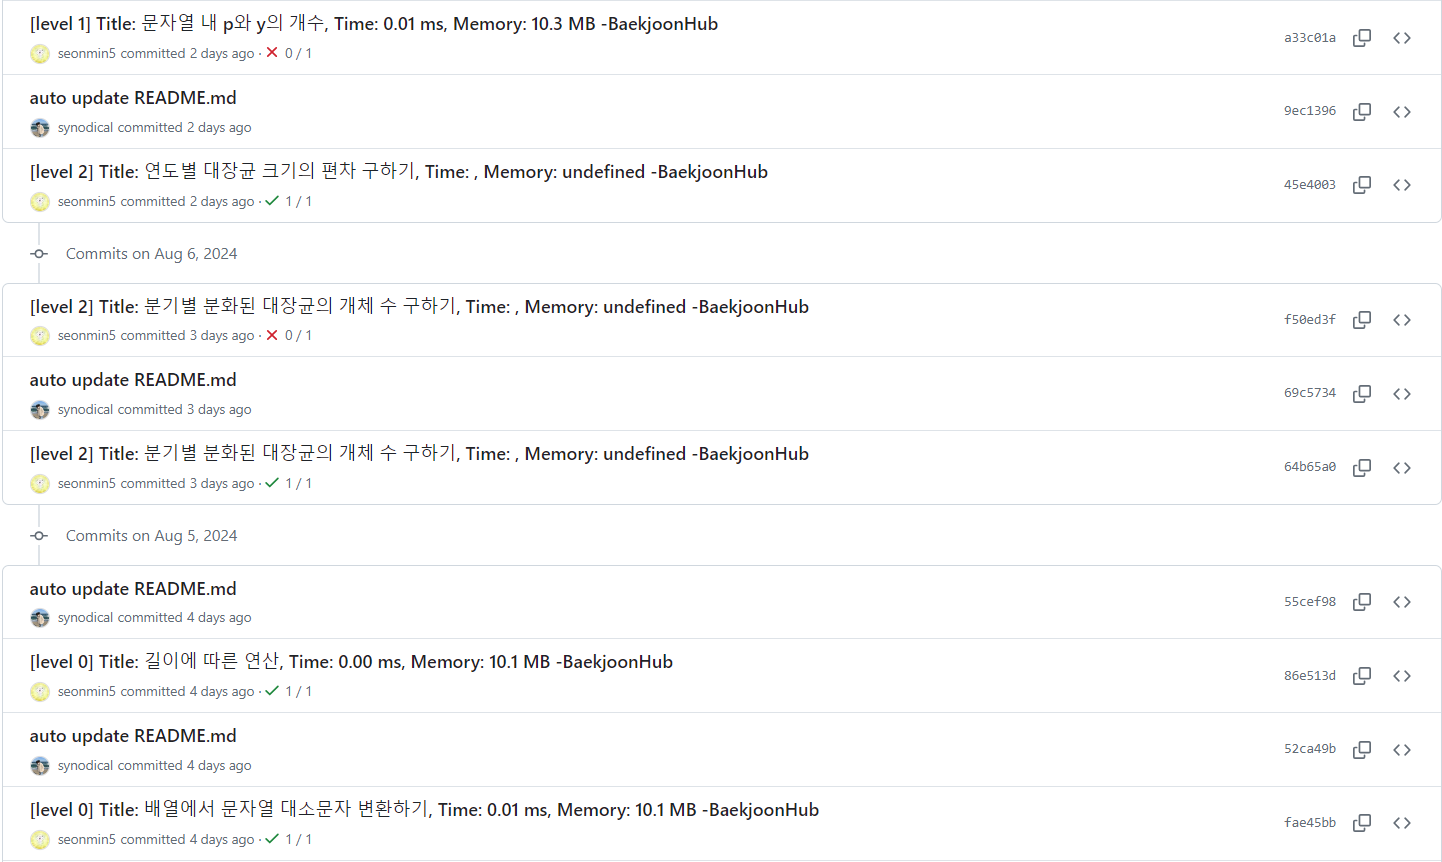 [level 1] Title: 문자열 내 p와 y의 개수, Time: 0.01 ms, Memory: 10.3 MB -BaekjoonHub
a33c01a
seonmin5 committed 2 days ago · 0 / 1
auto update README.md
9ec1396
synodical committed 2 days ago
[level 2] Title: 연도별 대장균 크기의 편차 구하기, Time: , Memory: undefined -BaekjoonHub
45e4003
seonmin5 committed 2 days ago · 1 / 1
Commits on Aug 6, 2024
[level 2] Title: 분기별 분화된 대장균의 개체 수 구하기, Time: , Memory: undefined -BaekjoonHub
f50ed3f
seonmin5 committed 3 days ago · 0 / 1
auto update README.md
69c5734
synodical committed 3 days ago
[level 2] Title: 분기별 분화된 대장균의 개체 수 구하기, Time: , Memory: undefined -BaekjoonHub
64b65a0
seonmin5 committed 3 days ago · 1 / 1
Commits on Aug 5, 2024
auto update README.md
55cef98
synodical committed 4 days ago
[level 0] Title: 길이에 따른 연산, Time: 0.00 ms, Memory: 10.1 MB -BaekjoonHub
86e513d
seonmin5 committed 4 days ago · 1 / 1
auto update README.md
52ca49b
synodical committed 4 days ago
[level 0] Title: 배열에서 문자열 대소문자 변환하기, Time: 0.01 ms, Memory: 10.1 MB -BaekjoonHub
fae45bb
seonmin5 committed 4 days ago · 1 / 1